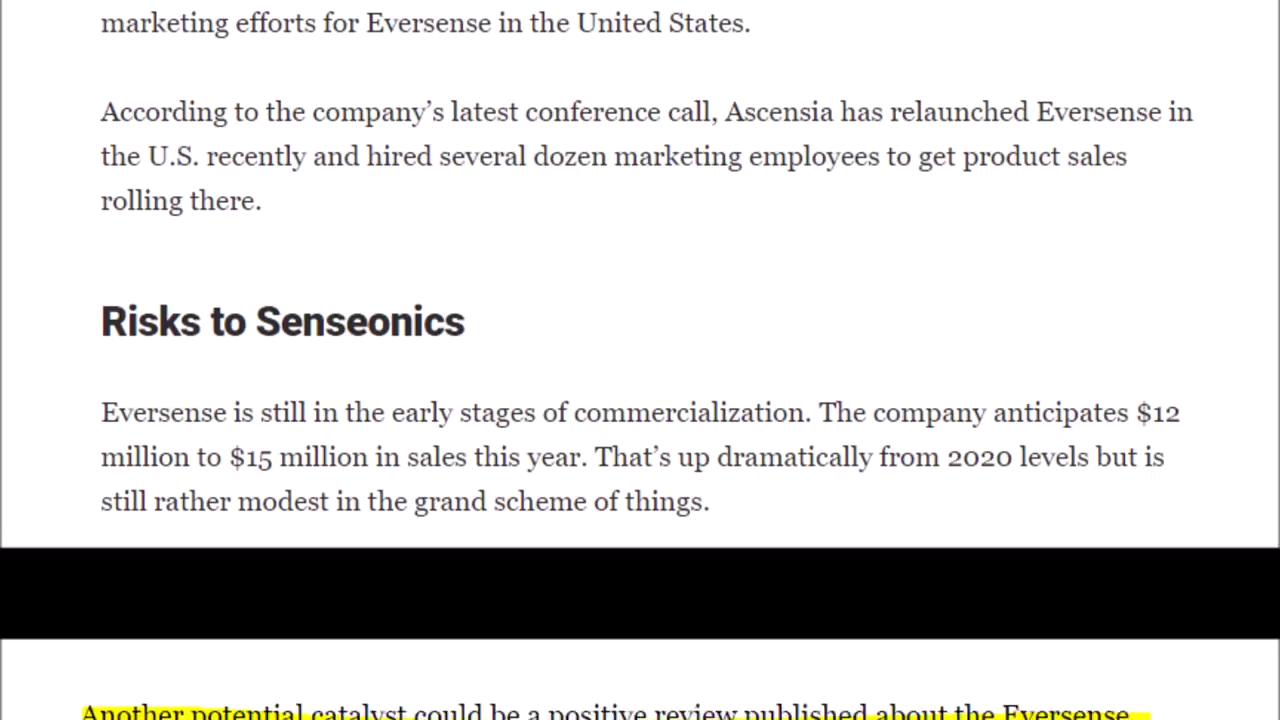 marketing efforts for Eversense in the United States.
According to the company’s latest conference call, Ascensia has relaunched Eversense in
the U.S. recently and hired several dozen marketing employees to get product sales
rolling there.
Risks to Senseonics
Eversense is still in the early stages of commercialization. The company anticipates $12
million to $15 million in sales this year. That’s up dramatically from 2020 levels but is
still rather modest in the grand scheme of things.
Another potential catalyst could be a positive review published about the Eversense